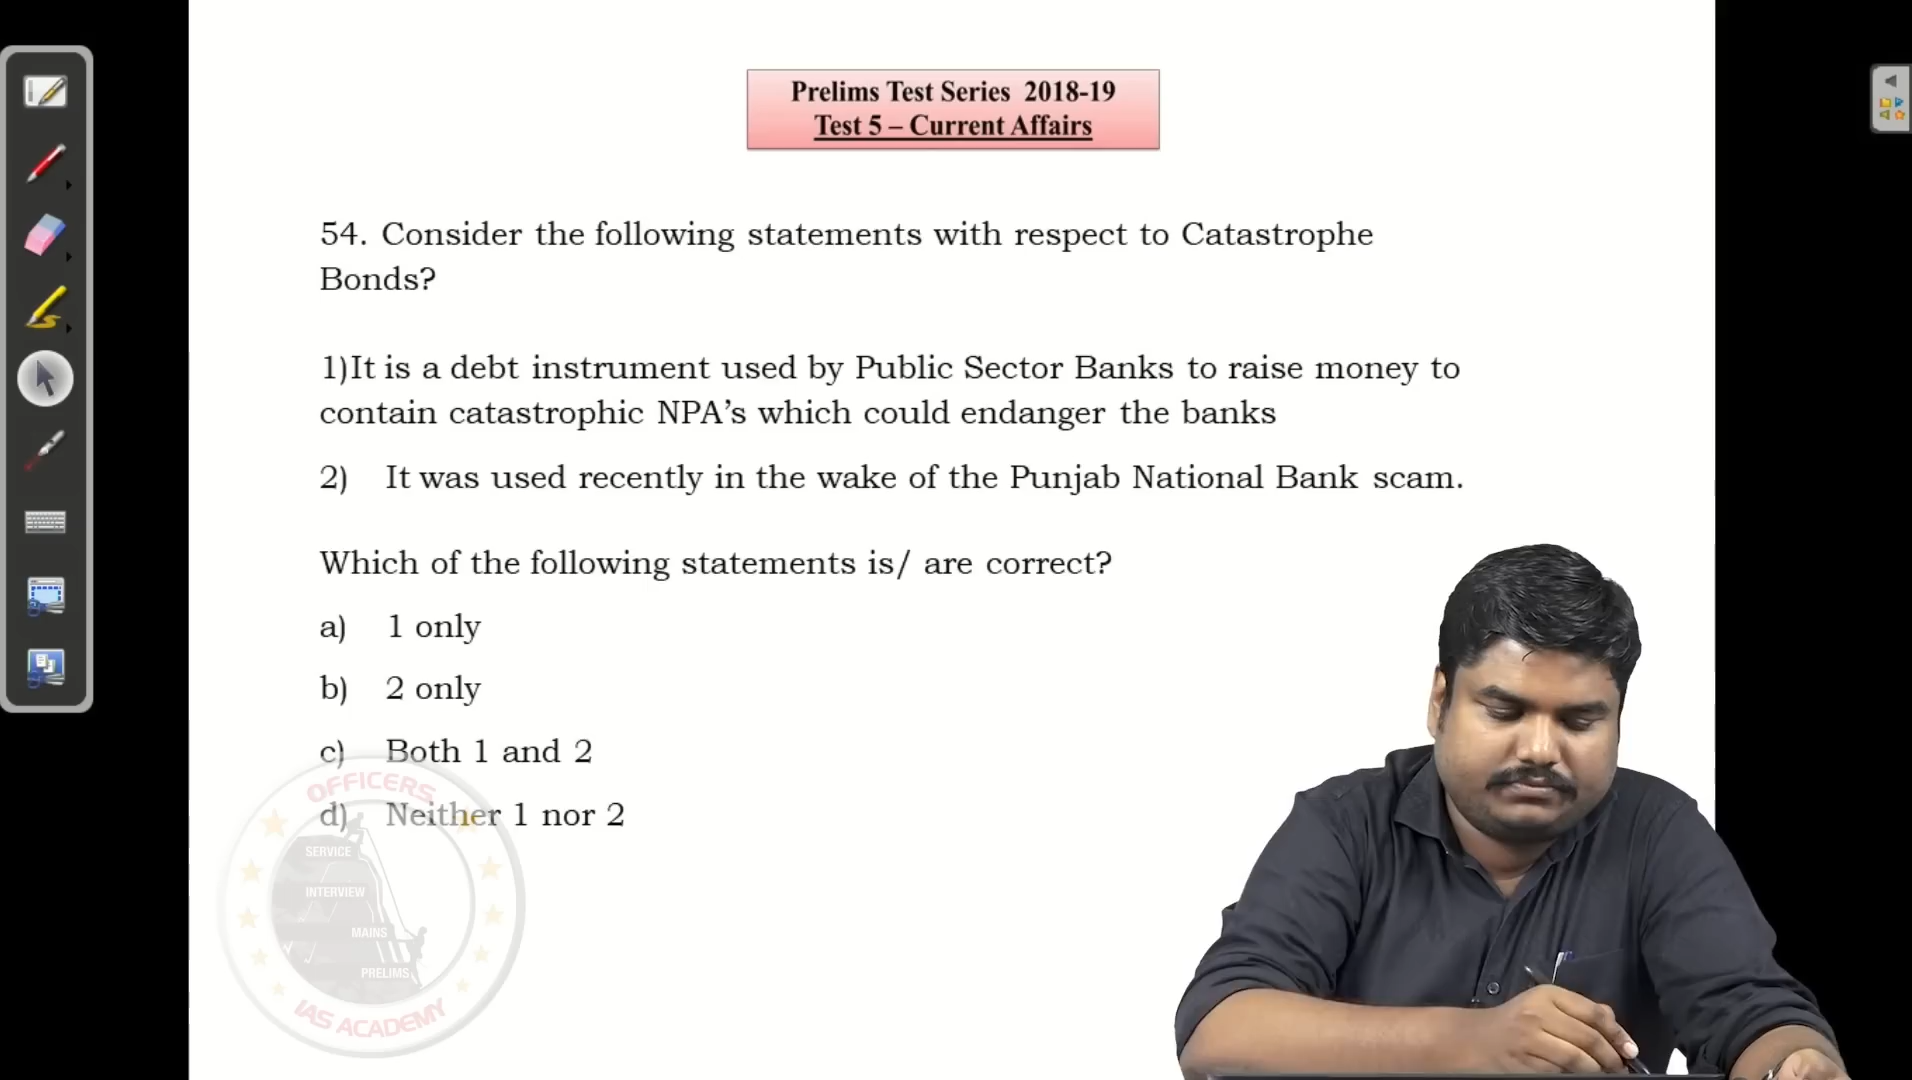 Prelims Test Series 2018-19
Test 5 – Current Affairs
54. Consider the following statements with respect to Catastrophe
Bonds?
1)It is a debt instrument used by Public Sector Banks to raise money to
contain catastrophic NPA's which could endanger the banks
2) It was used recently in the wake of the Punjab National Bank scam.
Which of the following statements is/ are correct?
a) 1 only
b) 2 only
c) Both 1 and 2
d) Neither 1 nor 2
OFFICERS
SERVICE
INTERVIEW
MAINS
PRELIMS
IAS ACADEMY